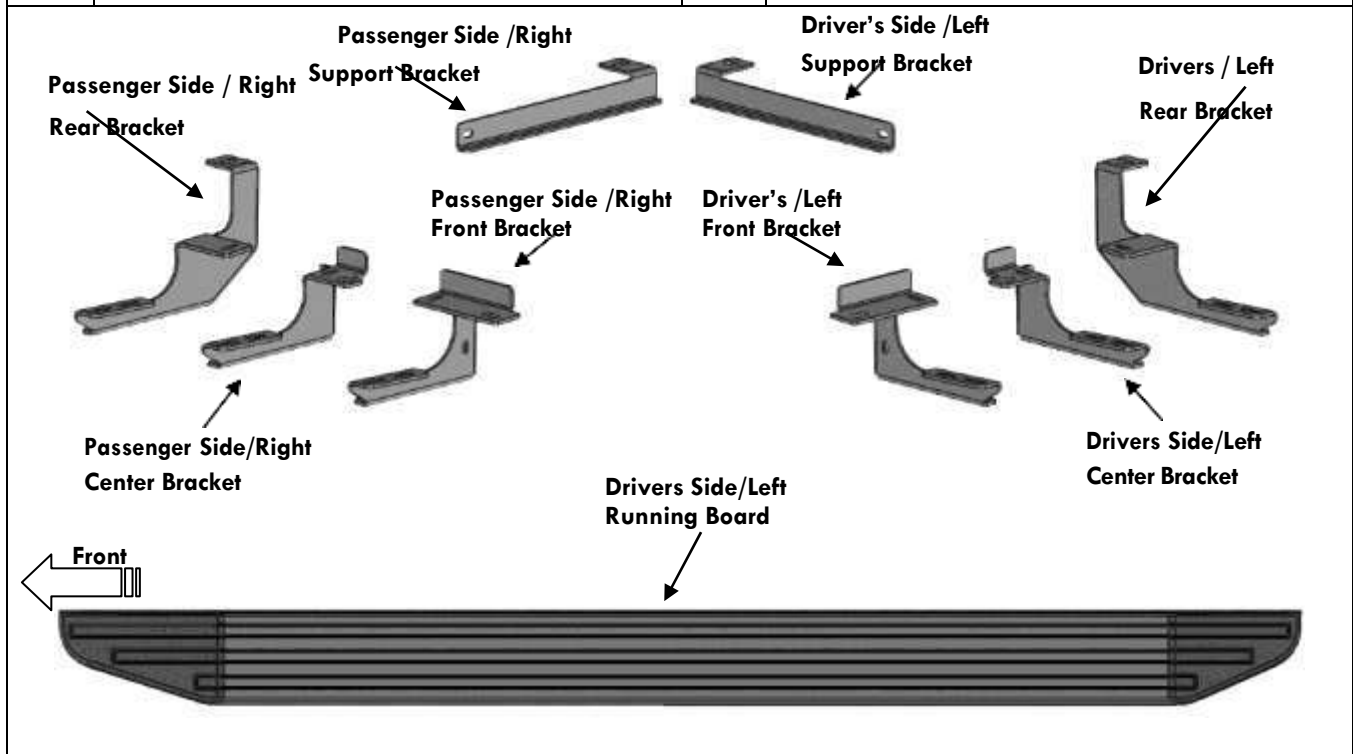 Passenger Side /Right
Support Bracket
Driver's Side /Left
Support Bracket
Passenger Side / Right
Rear Bracket
Drivers / Left
Rear Bracket
Passenger Side /Right
Front Bracket
Driver's /Left
Front Bracket
Passenger Side/Right
Center Bracket
Drivers Side/Left
Center Bracket
Drivers Side/Left
Running Board
Front